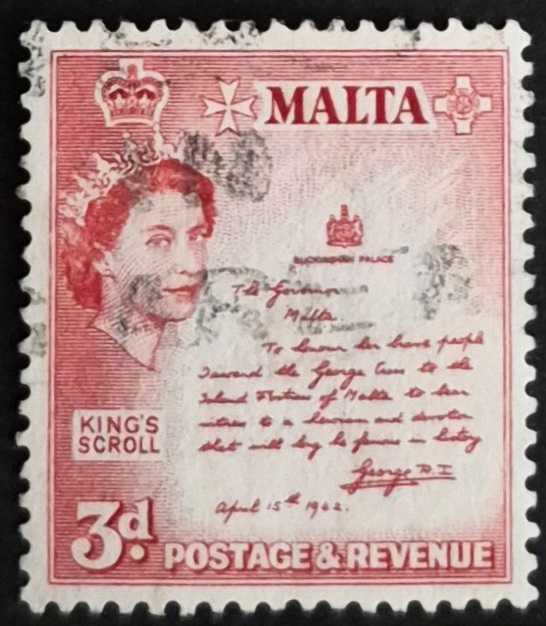 MALTA
BUCKINGHAM PALACE
The Governor
Malta.
To honour her brave people
I award the George Cross to the
Island Fortress of Malta to bear
witness to a heroism and devotion
that will long be famous in history
George R.I
April 15th 1942.
KING'S
SCROLL
3d.
POSTAGE & REVENUE